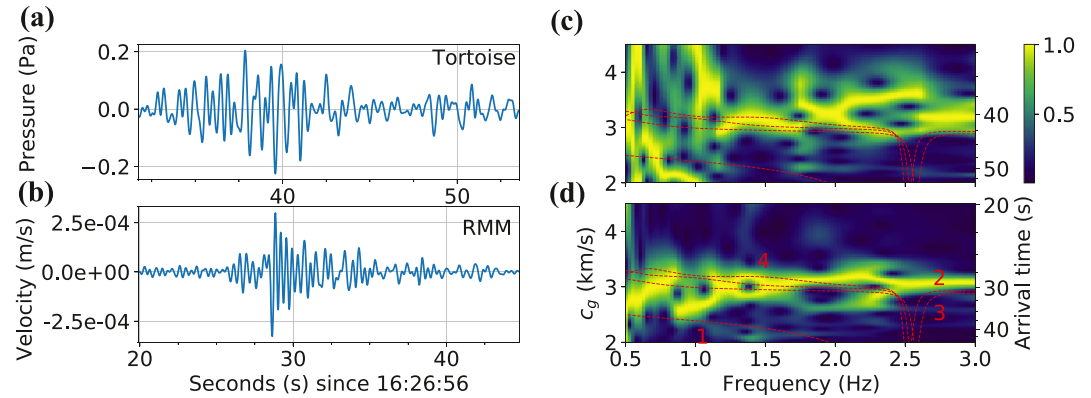 (a)
Pressure (Pa)
0.2
0.0
−0.2
Tortoise
40
50
(b)
Velocity (m/s)
2.5e-04
0.0e+00
-2.5e-04
RMM
20
30
40
Seconds (s) since 16:26:56
(c)
4
3
2
40
50
1.0
0.5
(d)
c_g (km/s)
4
3
2
4
2
3
1
20
30
40
Arrival time (s)
0.5
1.0
1.5
2.0
2.5
3.0
Frequency (Hz)